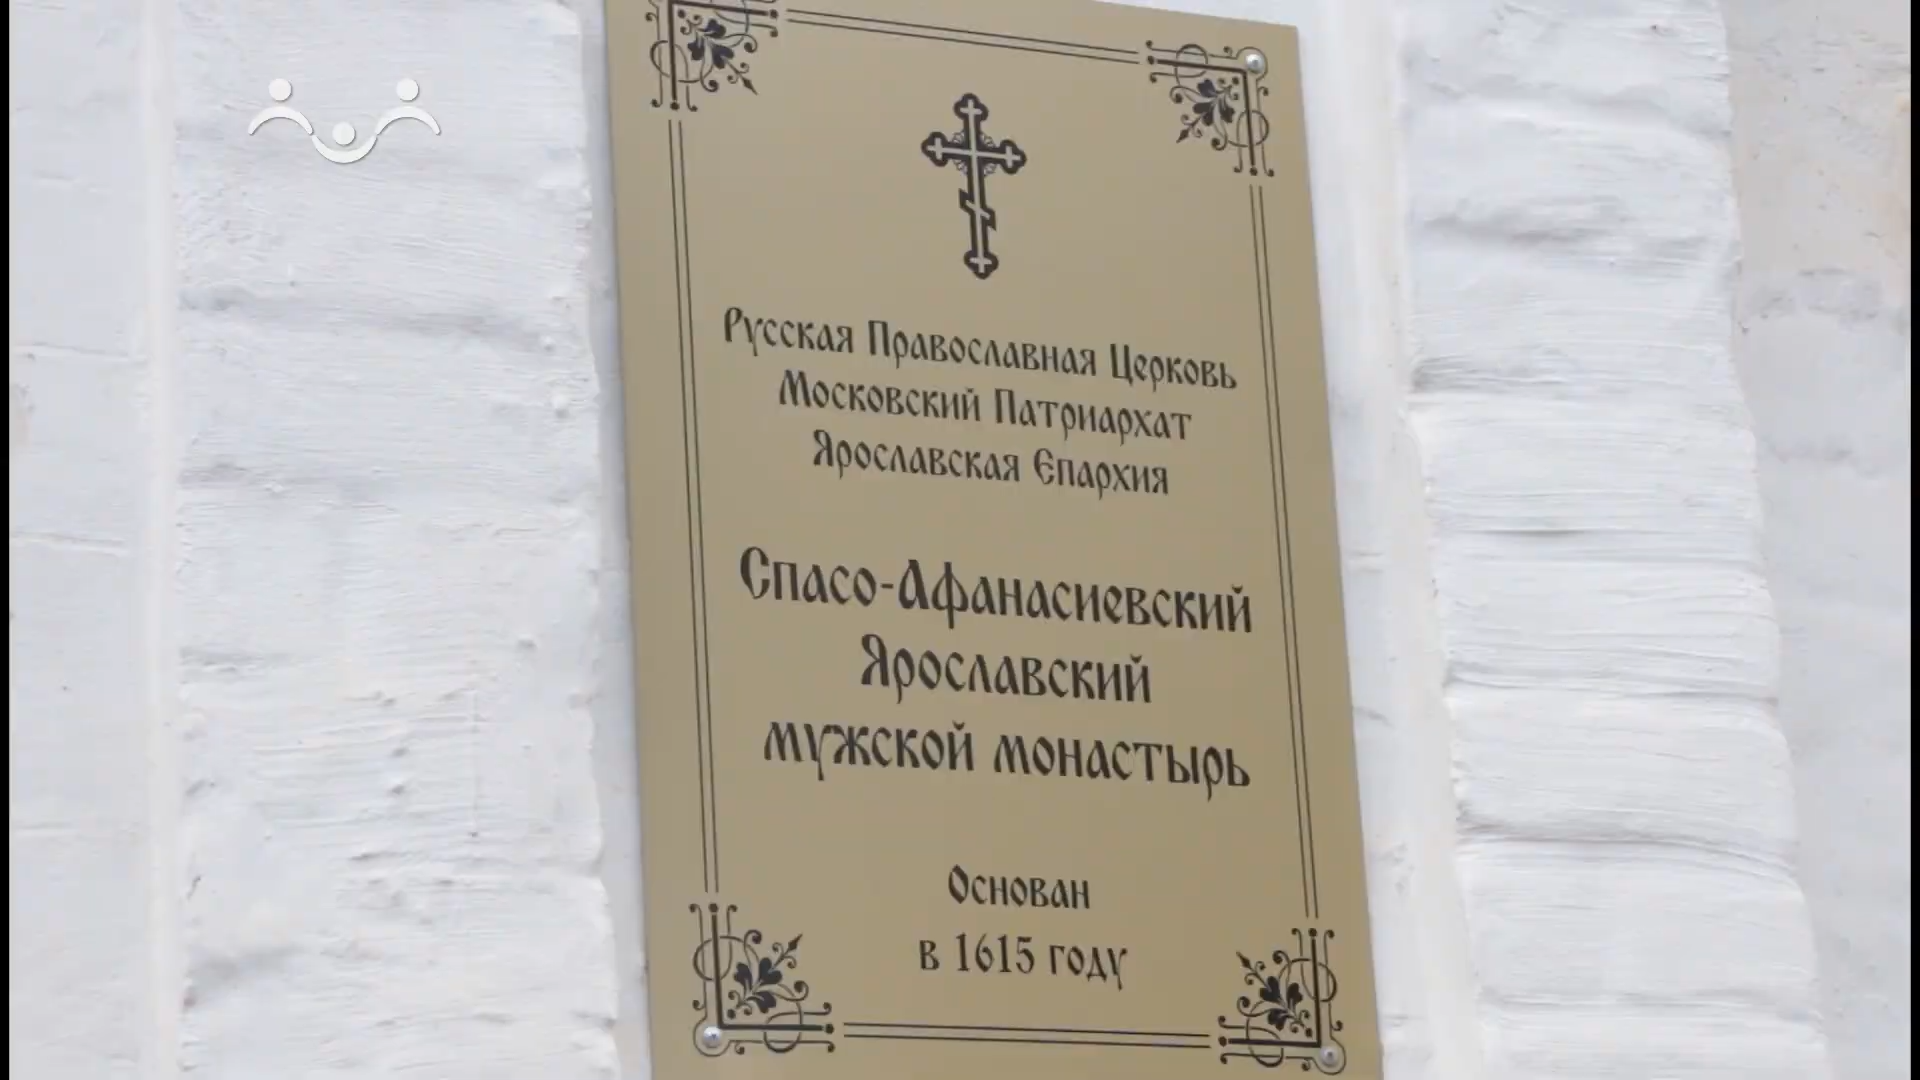 Русская Православная Церковь
Московский Патриархат
Ярославская Епархия
Спасо-Афанасиевский
Ярославский
мужской монастырь
Основан
в 1615 году